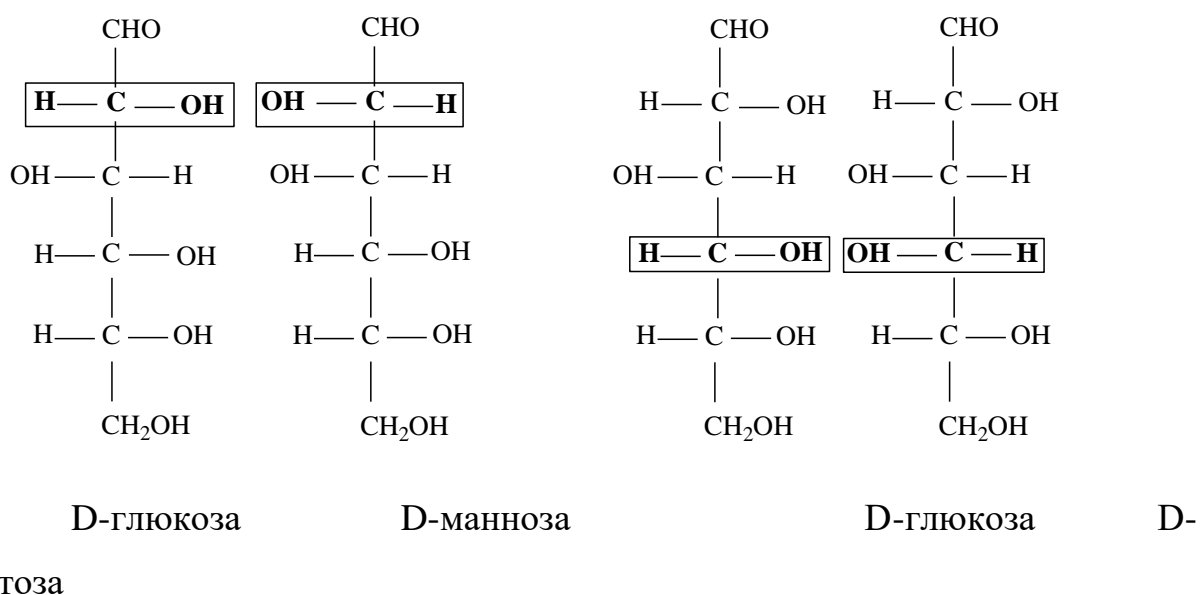 CHO CHO CHO CHO
H C OH OH C H H C OH H C OH
OH C H OH C H OH C H OH C H
H C OH H C OH H C OH OH C H
H C OH H C OH H C OH H C OH
CH₂OH CH₂OH CH₂OH CH₂OH
D-глюкоза D-манноза D-глюкоза D-
тоза